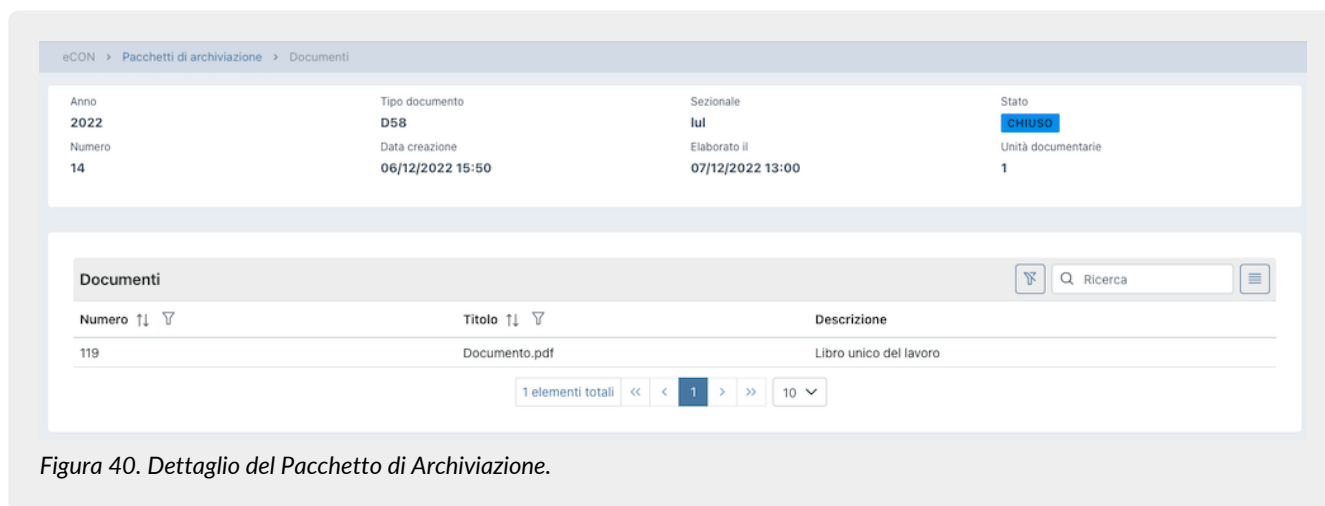 eCON > Pacchetti di archiviazione > Documenti
Anno Tipo documento Sezionale Stato
2022 D58 lul CHIUSO
Numero Data creazione Elaborato il Unità documentarie
14 06/12/2022 15:50 07/12/2022 13:00 1
Documenti Ricerca
Numero Titolo Descrizione
119 Documento.pdf Libro unico del lavoro
1 elementi totali << < 1 > >> 10
Figura 40. Dettaglio del Pacchetto di Archiviazione.